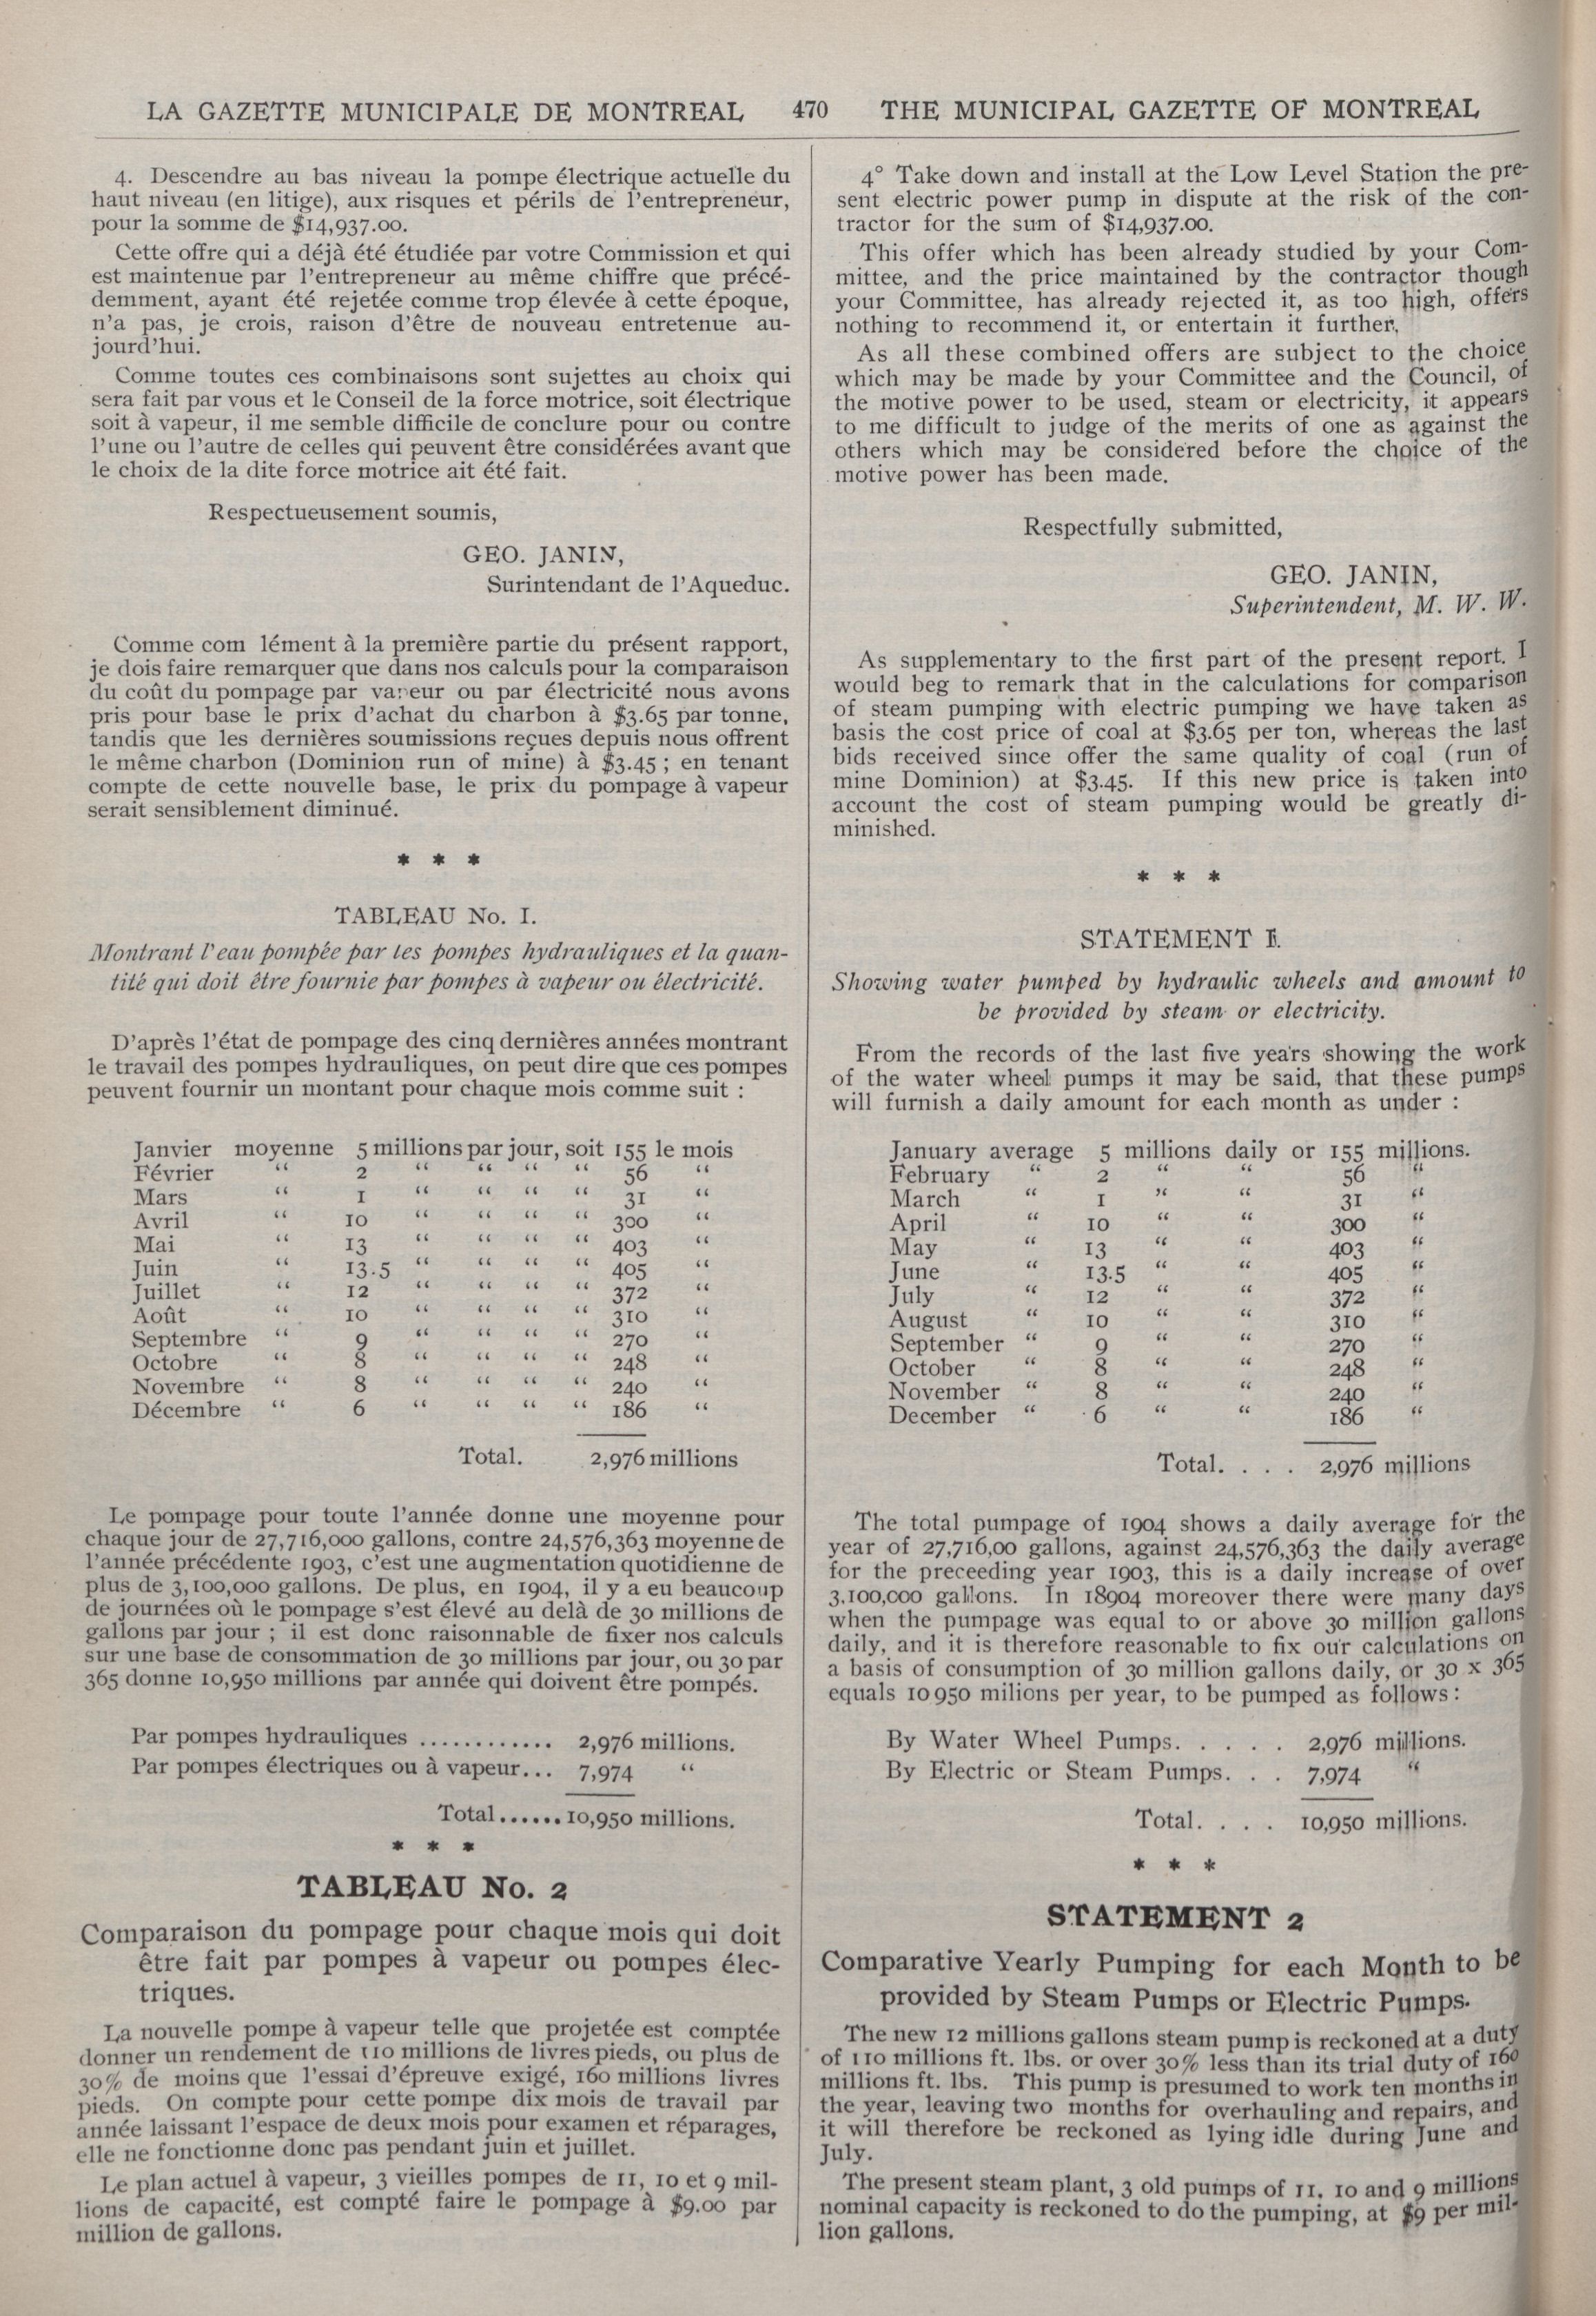 LA GAZETTE MUNICIPALE DE MONTREAL 470 THE MUNICIPAL GAZETTE OF MONTREAL
4. Descendre au bas niveau la pompe électrique actuelle du
haut niveau (en litige), aux risques et périls de l'entrepreneur,
pour la somme de $14,937.00.
Cette offre qui a déjà été étudiée par votre Commission et qui
est maintenue par l'entrepreneur au même chiffre que précé-
demment, ayant été rejetée comme trop élevée à cette époque,
n'a pas, je crois, raison d'être de nouveau entretenue au-
jourd'hui.
Comme toutes ces combinaisons sont sujettes au choix qui
sera fait par vous et le Conseil de la force motrice, soit électrique
soit à vapeur, il me semble difficile de conclure pour ou contre
l'une ou l'autre de celles qui peuvent être considérées avant que
le choix de la dite force motrice ait été fait.
Respectueusement soumis,
GEO. JANIN,
Surintendant de l'Aqueduc.
Comme com lément à la première partie du présent rapport,
je dois faire remarquer que dans nos calculs pour la comparaison
du coût du pompage par vapeur ou par électricité nous avons
pris pour base le prix d'achat du charbon à $3.65 par tonne,
tandis que les dernières soumissions reçues depuis nous offrent
le même charbon (Dominion run of mine) à $3.45 ; en tenant
compte de cette nouvelle base, le prix du pompage à vapeur
serait sensiblement diminué.
* * *
TABLEAU No. I.
Montrant l'eau pompée par les pompes hydrauliques et la quan-
tité qui doit être fournie par pompes à vapeur ou électricité.
D'après l'état de pompage des cinq dernières années montrant
le travail des pompes hydrauliques, on peut dire que ces pompes
peuvent fournir un montant pour chaque mois comme suit :
Janvier moyenne 5 millions par jour, soit 155 le mois
Février " 2 " " " " 56 "
Mars " 1 " " " " 31 "
Avril " 10 " " " " 300 "
Mai " 13 " " " " 403 "
Juin " 13.5 " " " " 405 "
Juillet " 12 " " " " 372 "
Août " 10 " " " " 310 "
Septembre " 9 " " " " 270 "
Octobre " 8 " " " " 248 "
Novembre " 8 " " " " 240 "
Décembre " 6 " " " " 186 "
Total. 2,976 millions
Le pompage pour toute l'année donne une moyenne pour
chaque jour de 27,716,000 gallons, contre 24,576,363 moyenne de
l'année précédente 1903, c'est une augmentation quotidienne de
plus de 3,100,000 gallons. De plus, en 1904, il y a eu beaucoup
de journées où le pompage s'est élevé au delà de 30 millions de
gallons par jour ; il est donc raisonnable de fixer nos calculs
sur une base de consommation de 30 millions par jour, ou 30 par
365 donne 10,950 millions par année qui doivent être pompés.
Par pompes hydrauliques ............ 2,976 millions.
Par pompes électriques ou à vapeur... 7,974 "
Total...... 10,950 millions.
* * *
TABLEAU No. 2
Comparaison du pompage pour chaque mois qui doit
être fait par pompes à vapeur ou pompes élec-
triques.
La nouvelle pompe à vapeur telle que projetée est comptée
donner un rendement de 110 millions de livres pieds, ou plus de
30% de moins que l'essai d'épreuve exigé, 160 millions livres
pieds. On compte pour cette pompe dix mois de travail par
année laissant l'espace de deux mois pour examen et réparages,
elle ne fonctionne donc pas pendant juin et juillet.
Le plan actuel à vapeur, 3 vieilles pompes de 11, 10 et 9 mil-
lions de capacité, est compté faire le pompage à $9.00 par
million de gallons.
4° Take down and install at the Low Level Station the pre-
sent electric power pump in dispute at the risk of the con-
tractor for the sum of $14,937.00.
This offer which has been already studied by your Com-
mittee, and the price maintained by the contractor though
your Committee, has already rejected it, as too high, offers
nothing to recommend it, or entertain it further.
As all these combined offers are subject to the choice
which may be made by your Committee and the Council, of
the motive power to be used, steam or electricity, it appears
to me difficult to judge of the merits of one as against the
others which may be considered before the choice of the
motive power has been made.
Respectfully submitted,
GEO. JANIN,
Superintendent, M. W. W.
As supplementary to the first part of the present report. I
would beg to remark that in the calculations for comparison
of steam pumping with electric pumping we have taken as
basis the cost price of coal at $3.65 per ton, whereas the last
bids received since offer the same quality of coal (run of
mine Dominion) at $3.45. If this new price is taken into
account the cost of steam pumping would be greatly di-
minished.
* * *
STATEMENT I.
Showing water pumped by hydraulic wheels and amount to
be provided by steam or electricity.
From the records of the last five years showing the work
of the water wheel pumps it may be said, that these pumps
will furnish a daily amount for each month as under :
January average 5 millions daily or 155 millions.
February " 2 " " 56 "
March " 1 " " 31 "
April " 10 " " 300 "
May " 13 " " 403 "
June " 13.5 " " 405 "
July " 12 " " 372 "
August " 10 " " 310 "
September " 9 " " 270 "
October " 8 " " 248 "
November " 8 " " 240 "
December " 6 " " 186 "
Total. . . . 2,976 millions
The total pumpage of 1904 shows a daily average for the
year of 27,716,00 gallons, against 24,576,363 the daily average
for the preceeding year 1903, this is a daily increase of over
3.100,000 gallons. In 18904 moreover there were many days
when the pumpage was equal to or above 30 million gallons
daily, and it is therefore reasonable to fix our calculations on
a basis of consumption of 30 million gallons daily, or 30 x 365
equals 10950 milions per year, to be pumped as follows :
By Water Wheel Pumps. . . . . 2,976 millions.
By Electric or Steam Pumps. . . 7,974 "
Total. . . . 10,950 millions.
* * *
STATEMENT 2
Comparative Yearly Pumping for each Month to be
provided by Steam Pumps or Electric Pumps.
The new 12 millions gallons steam pump is reckoned at a duty
of 110 millions ft. lbs. or over 30% less than its trial duty of 160
millions ft. lbs. This pump is presumed to work ten months in
the year, leaving two months for overhauling and repairs, and
it will therefore be reckoned as lying idle during June and
July.
The present steam plant, 3 old pumps of 11, 10 and 9 millions
nominal capacity is reckoned to do the pumping, at $9 per mil-
lion gallons.